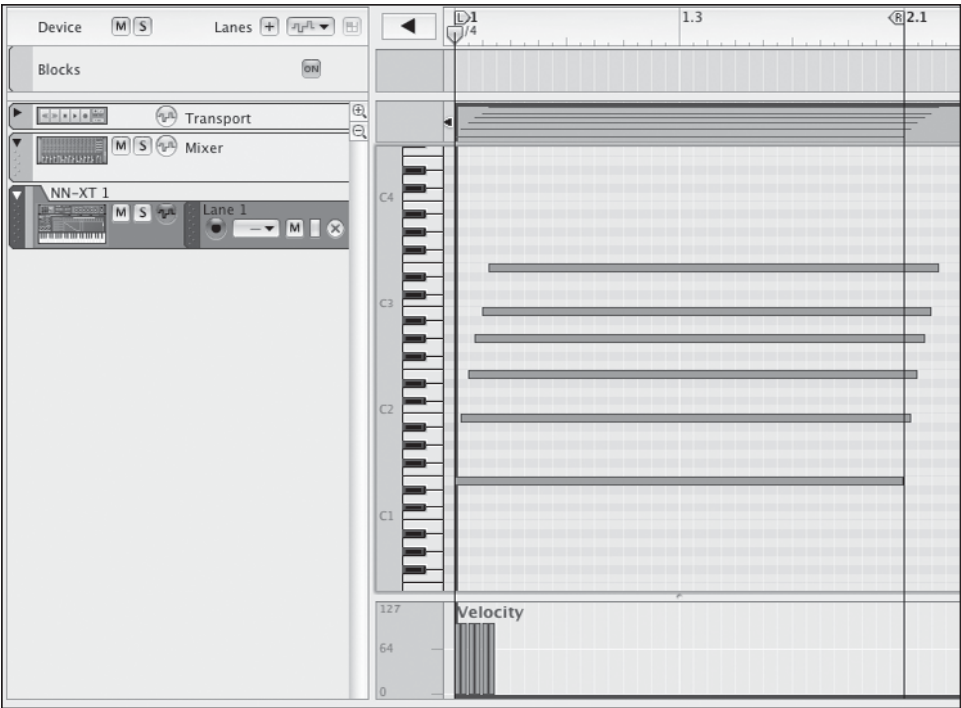 Device M S Lanes +
L 1 1.3 R 2.1
/4
Blocks ON
Transport
M S Mixer
NN-XT 1
M S Lane 1
— M
C4
C3
C2
C1
127 Velocity
64
0